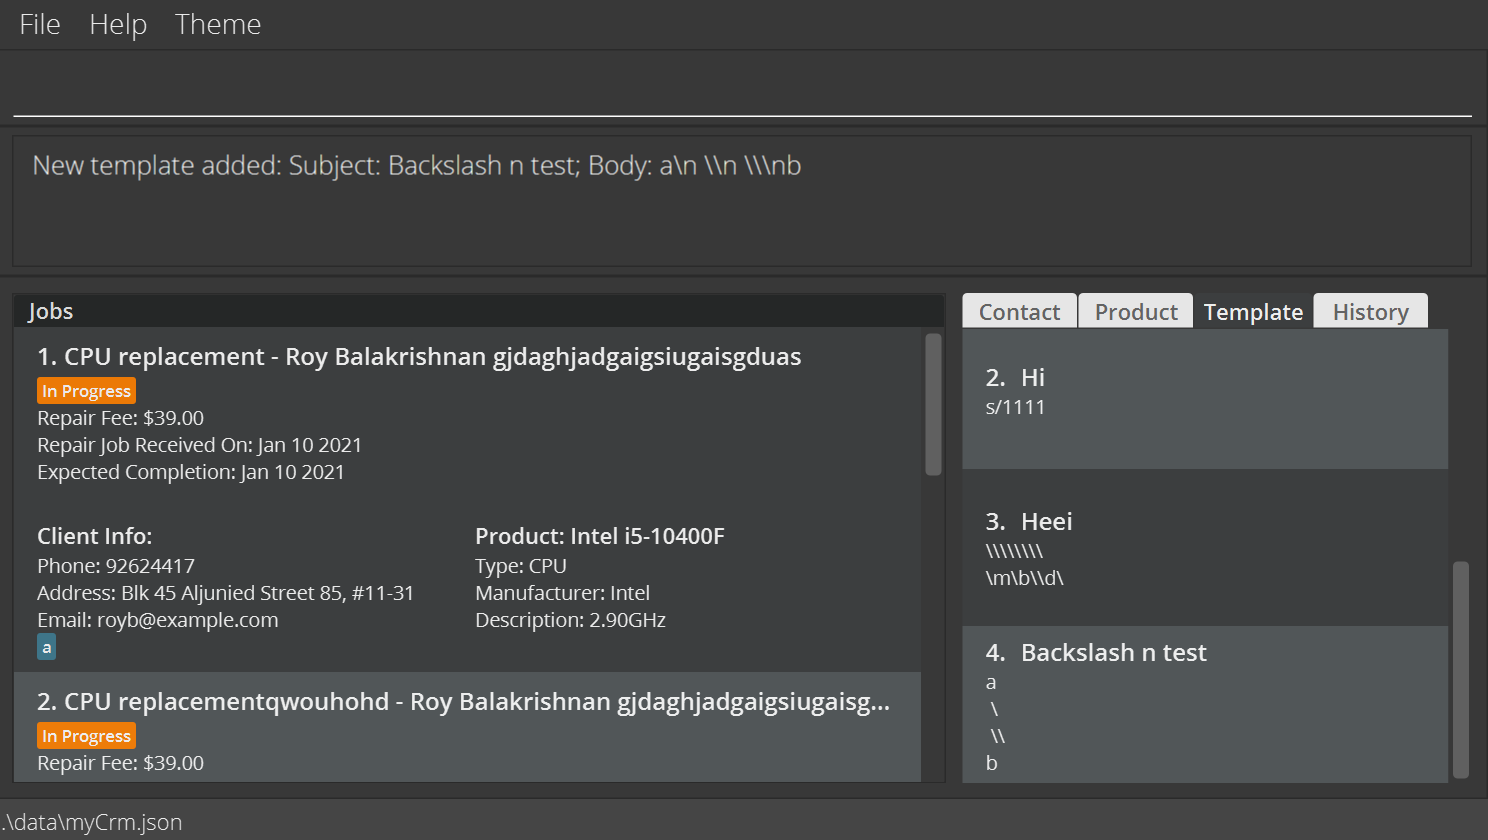 File Help Theme
New template added: Subject: Backslash n test; Body: a\n \\n \\\nb
Jobs
1. CPU replacement - Roy Balakrishnan gjdaghjadgaigsiugaisgduas
In Progress
Repair Fee: $39.00
Repair Job Received On: Jan 10 2021
Expected Completion: Jan 10 2021
Client Info:
Phone: 92624417
Address: Blk 45 Aljunied Street 85, #11-31
Email: royb@example.com
a
Product: Intel i5-10400F
Type: CPU
Manufacturer: Intel
Description: 2.90GHz
2. CPU replacementqwouhohd - Roy Balakrishnan gjdaghjadgaigsiugaisg...
In Progress
Repair Fee: $39.00
Contact Product Template History
2. Hi
s/1111
3. Heei
\\\\\\\\
\m\b\\d\
4. Backslash n test
a
\
\\
b
.\data\myCrm.json